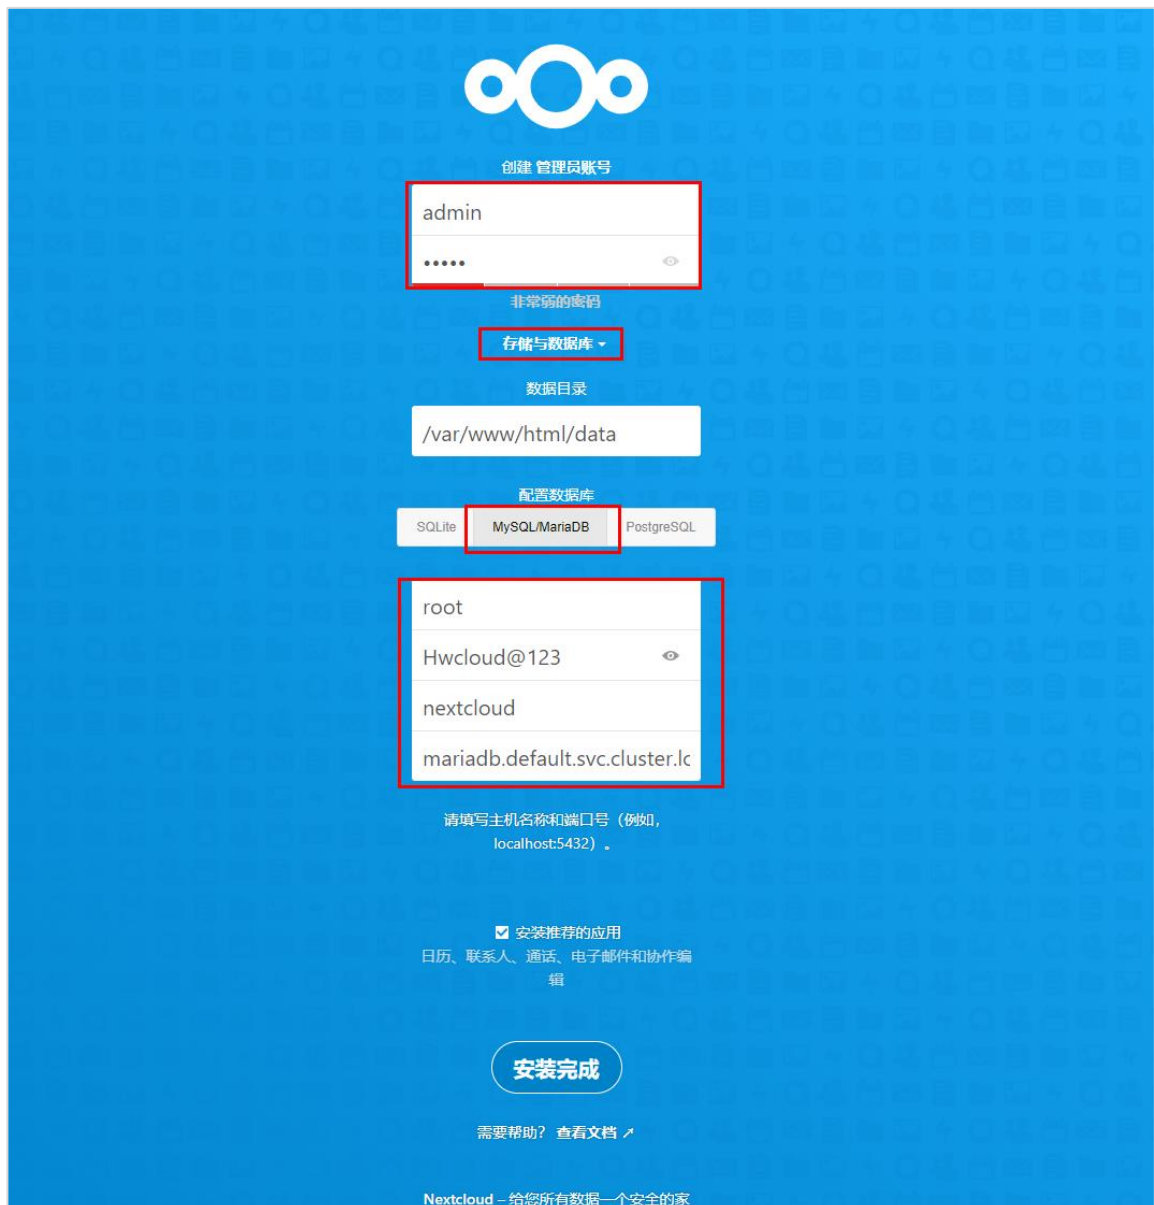 创建 管理员账号
admin
•••••
非常弱的密码
存储与数据库
数据目录
/var/www/html/data
配置数据库
SQLite MySQL/MariaDB PostgreSQL
root
Hwcloud@123
nextcloud
mariadb.default.svc.cluster.lc
请填写主机名称和端口号（例如，
localhost:5432）。
安装推荐的应用
日历、联系人、通话、电子邮件和协作编
辑
安装完成
需要帮助？ 查看文档 ↗
Nextcloud – 给您所有数据一个安全的家